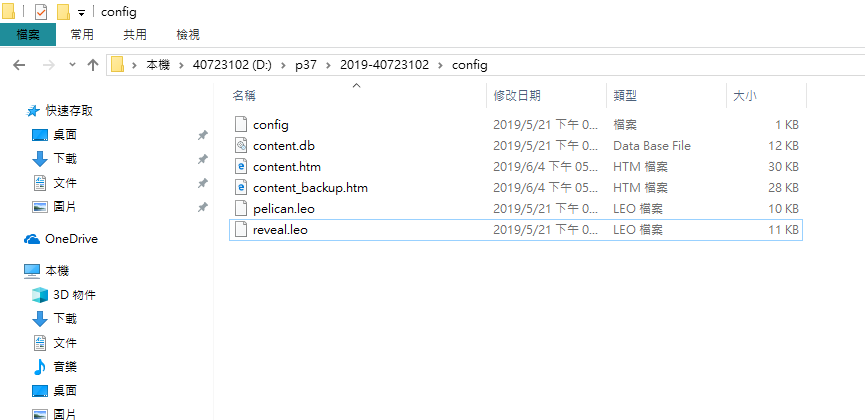 config
檔案 常用 共用 檢視
本機 40723102 (D:) p37 2019-40723102 config
名稱 修改日期 類型 大小
快速存取
桌面
下載
文件
圖片
OneDrive
本機
3D 物件
下載
文件
音樂
桌面
圖片
config 2019/5/21 下午 0... 檔案 1 KB
content.db 2019/5/21 下午 0... Data Base File 12 KB
content.htm 2019/6/4 下午 05... HTM 檔案 30 KB
content_backup.htm 2019/6/4 下午 05... HTM 檔案 28 KB
pelican.leo 2019/5/21 下午 0... LEO 檔案 10 KB
reveal.leo 2019/5/21 下午 0... LEO 檔案 11 KB